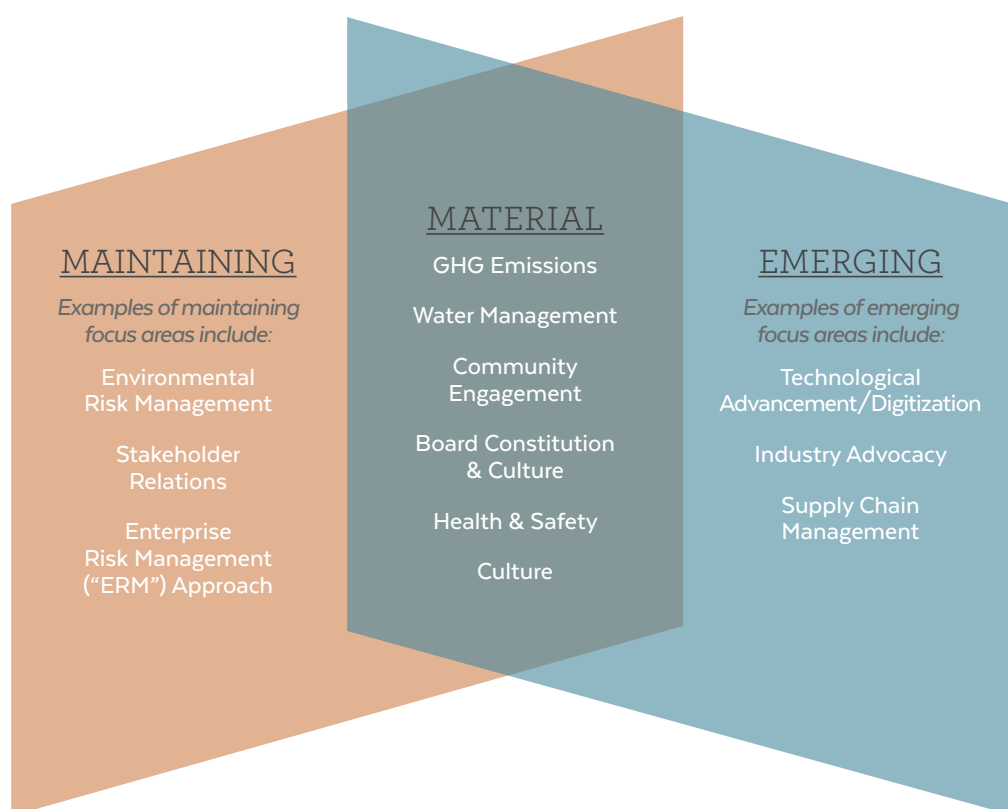 MAINTAINING
Examples of maintaining
focus areas include:
Environmental
Risk Management
Stakeholder
Relations
Enterprise
Risk Management
(“ERM”) Approach
MATERIAL
GHG Emissions
Water Management
Community
Engagement
Board Constitution
& Culture
Health & Safety
Culture
EMERGING
Examples of emerging
focus areas include:
Technological
Advancement/Digitization
Industry Advocacy
Supply Chain
Management